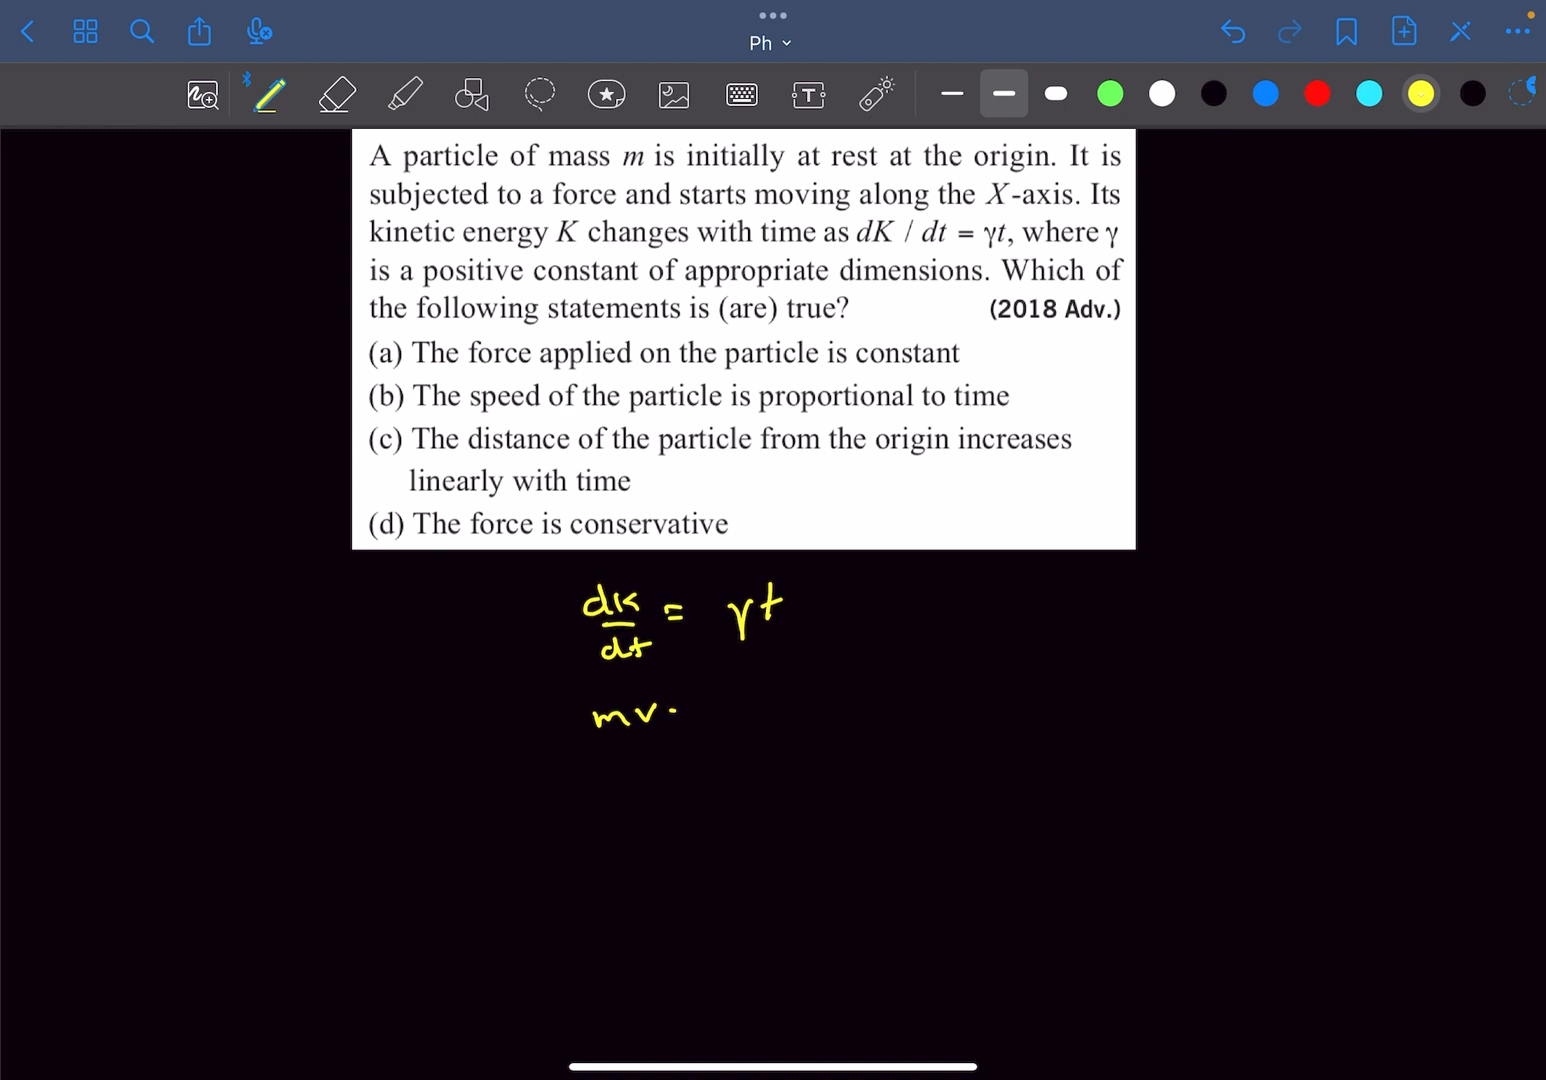 Ph
T
A particle of mass m is initially at rest at the origin. It is
subjected to a force and starts moving along the X-axis. Its
kinetic energy K changes with time as dK / dt = γt, where γ
is a positive constant of appropriate dimensions. Which of
the following statements is (are) true? (2018 Adv.)
(a) The force applied on the particle is constant
(b) The speed of the particle is proportional to time
(c) The distance of the particle from the origin increases
linearly with time
(d) The force is conservative
dK/dt = γt
mv.